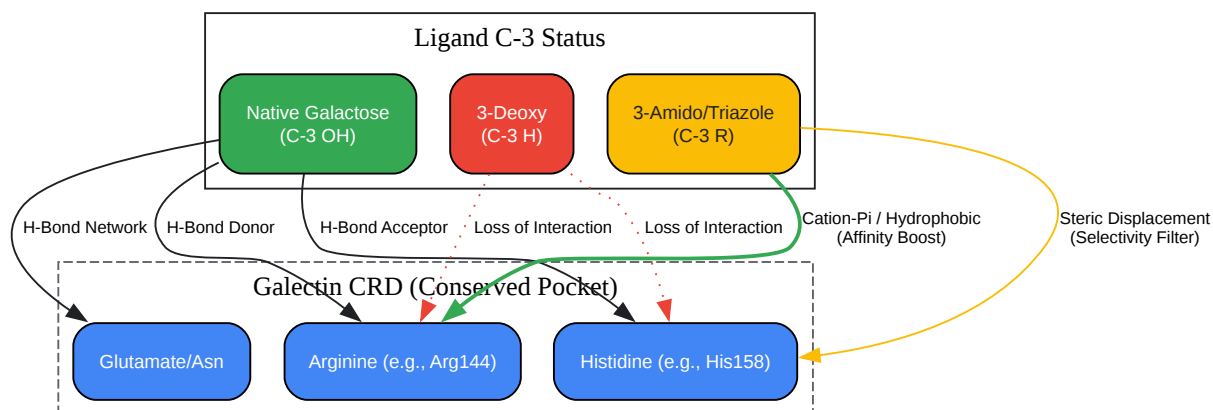 Ligand C-3 Status
Native Galactose
(C-3 OH)
3-Deoxy
(C-3 H)
3-Amido/Triazole
(C-3 R)
H-Bond Network
H-Bond Donor
H-Bond Acceptor
Loss of Interaction
Loss of Interaction
Cation-Pi / Hydrophobic
(Affinity Boost)
Steric Displacement
(Selectivity Filter)
Galectin CRD (Conserved Pocket)
Glutamate/Asn
Arginine (e.g., Arg144)
Histidine (e.g., His158)